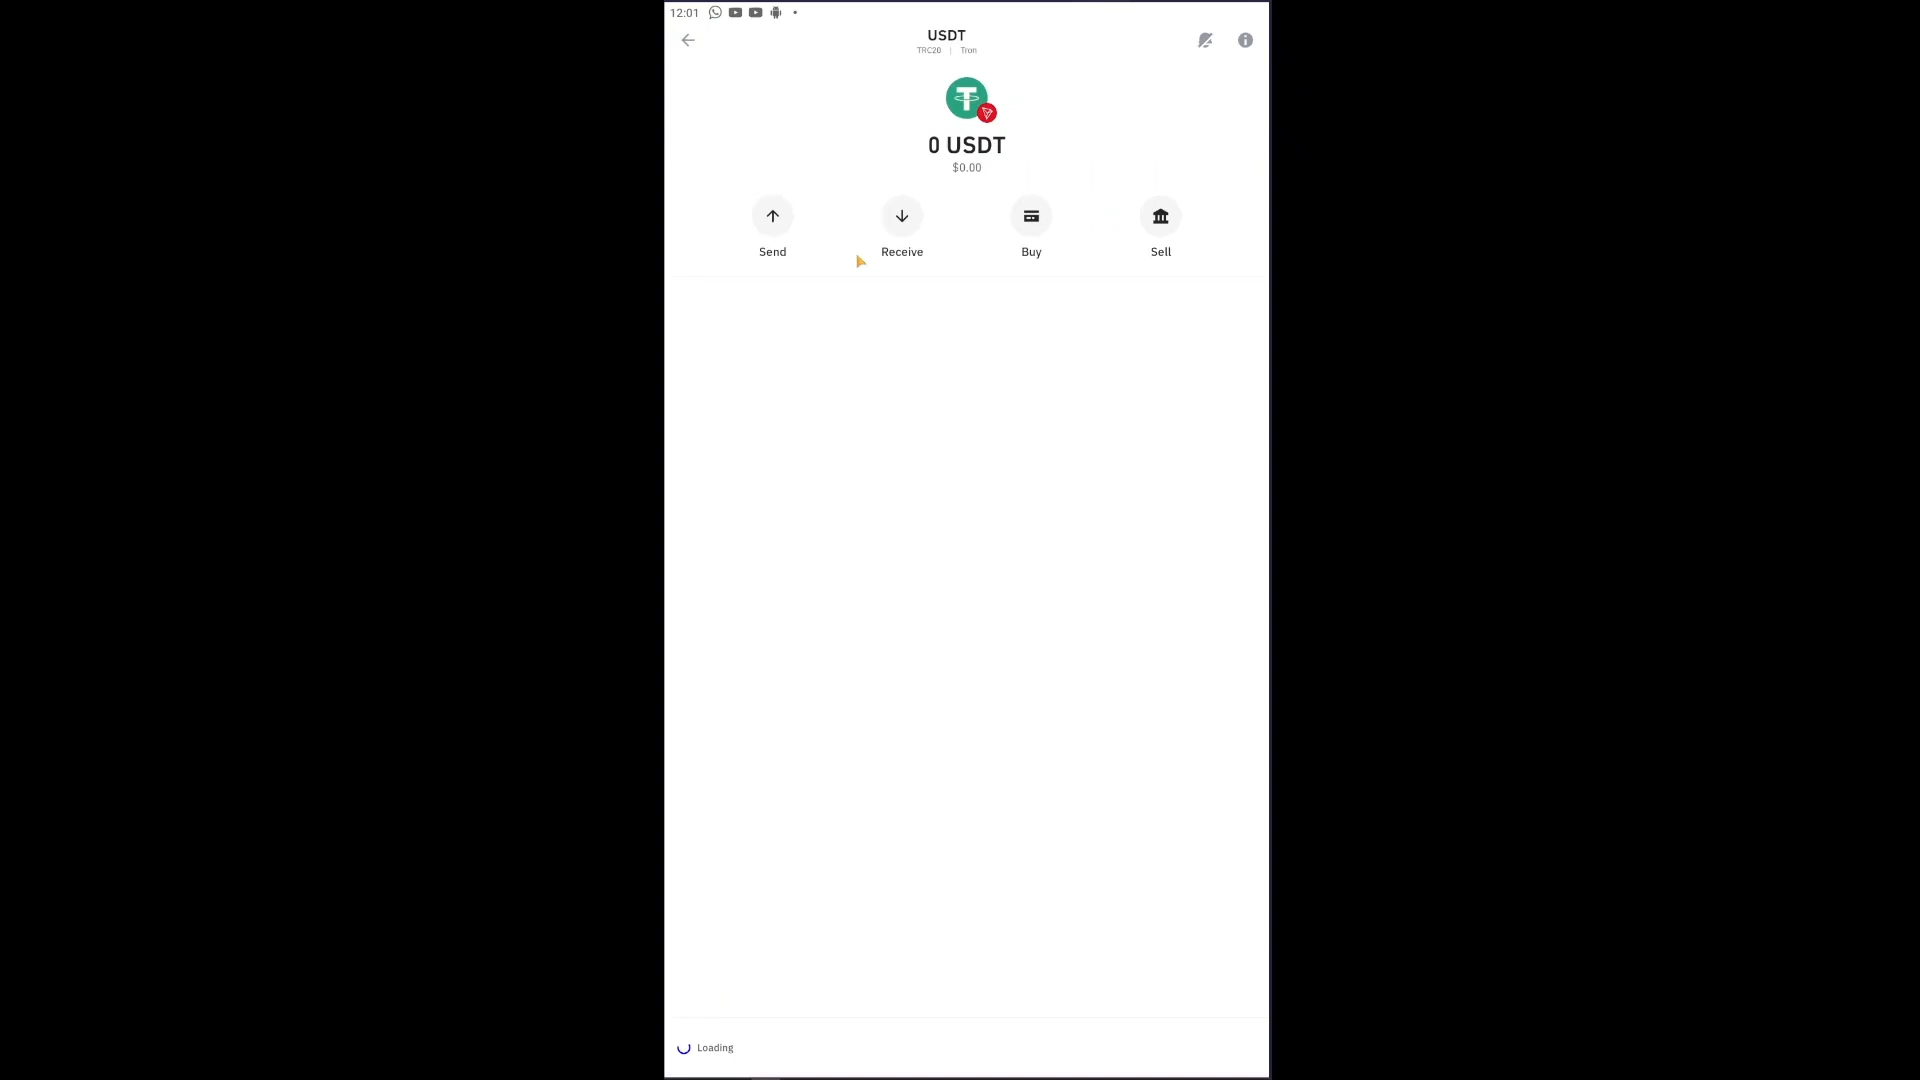 12:01
USDT
TRC20 | Tron
0 USDT
$0.00
Send Receive Buy Sell
Loading